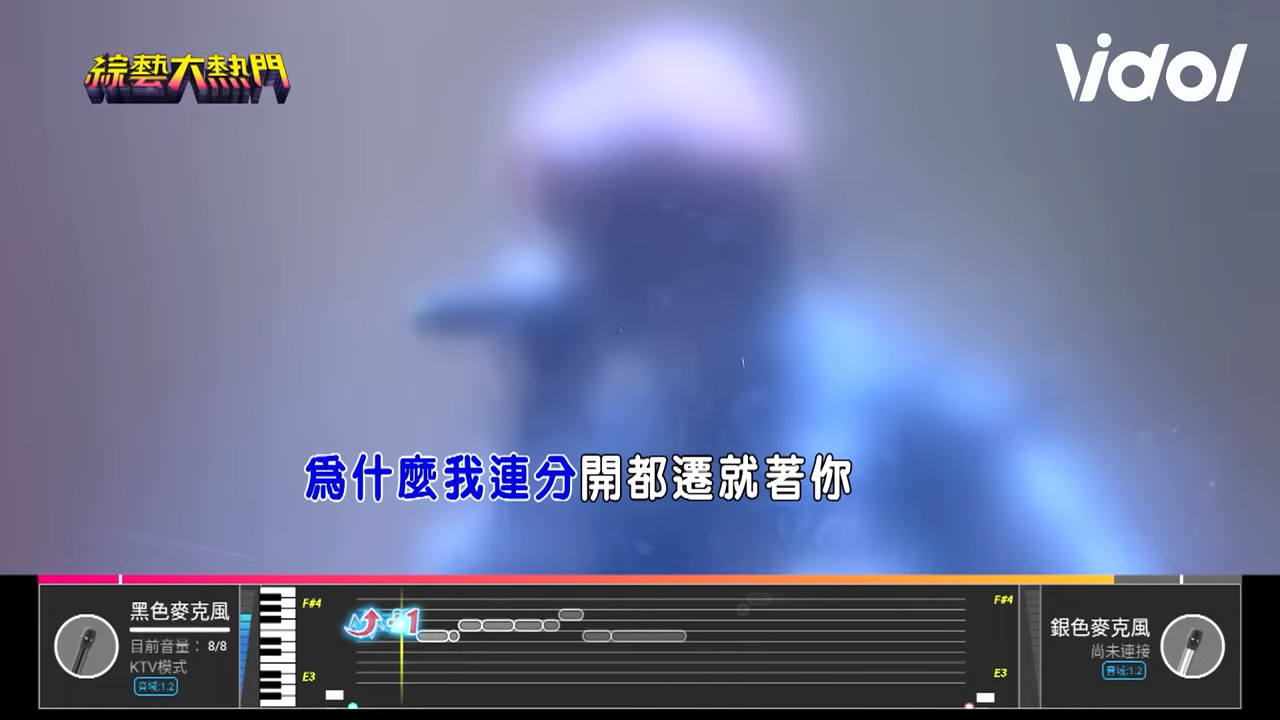 綜藝大熱門
Vidol
為什麼我連分開都遷就著你
黑色麥克風
目前音量： 8/8
KTV模式
音域:1.2
F#4
E3
F#4
E3
銀色麥克風
尚未連接
音域:1.2